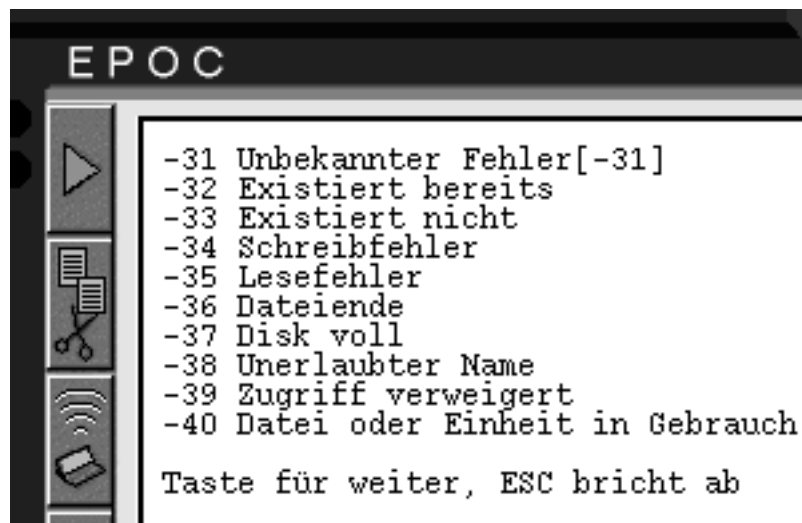 EPOC
-31 Unbekannter Fehler[-31]
-32 Existiert bereits
-33 Existiert nicht
-34 Schreibfehler
-35 Lesefehler
-36 Dateiende
-37 Disk voll
-38 Unerlaubter Name
-39 Zugriff verweigert
-40 Datei oder Einheit in Gebrauch
Taste für weiter, ESC bricht ab